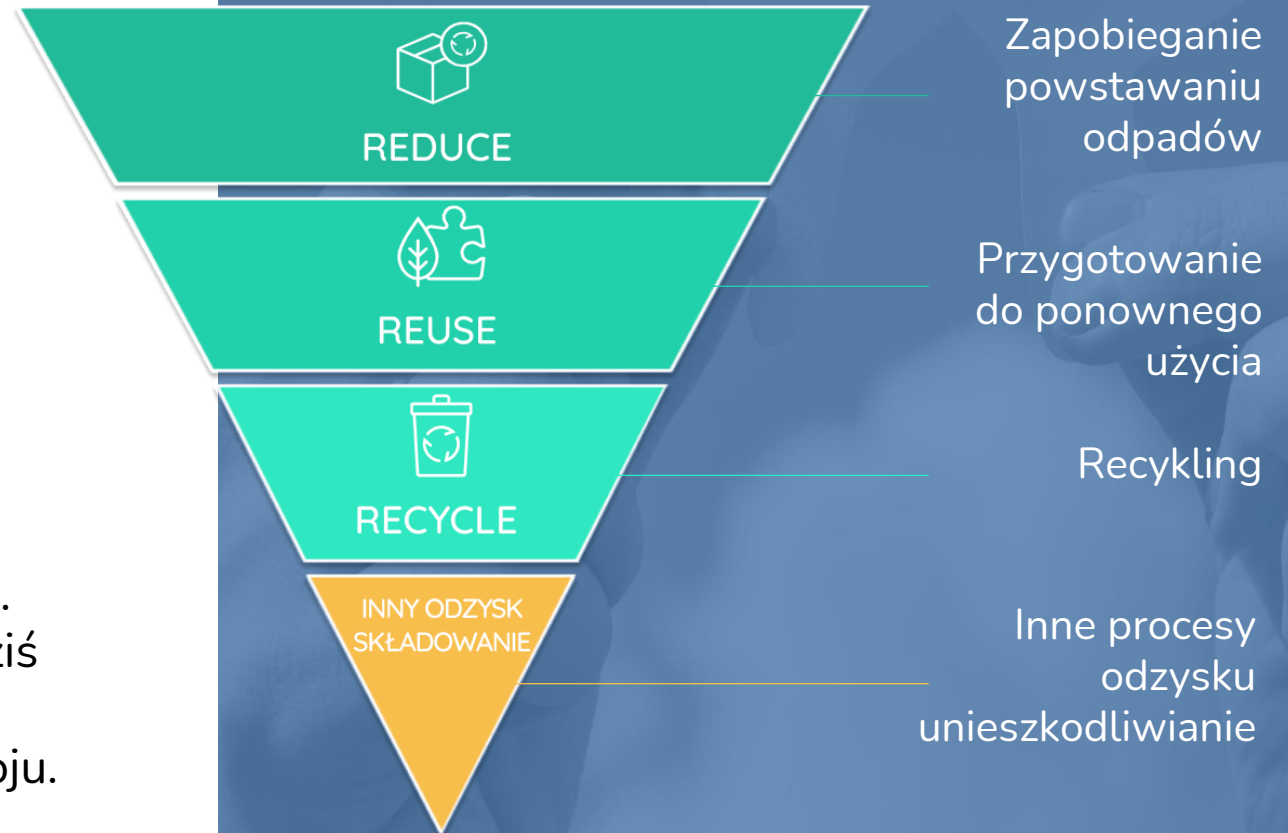 REDUCE
Zapobieganie
powstawaniu
odpadów
REUSE
Przygotowanie
do ponownego
użycia
RECYCLE
Recykling
INNY ODZYSK
SKŁADOWANIE
Inne procesy
odzysku
unieszkodliwianie
.